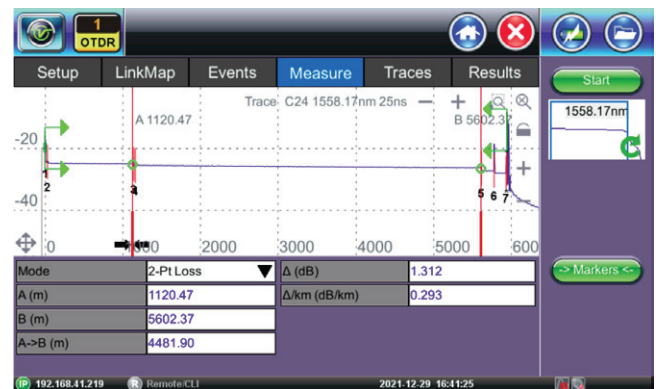 1
OTDR
Setup LinkMap Events Measure Traces Results
Start
Trace C24 1558.17nm 25ns
A 1120.47
B 5602.37
1558.17nm
-20
-40
2
5 6 7
0 1000 2000 3000 4000 5000 600
Mode 2-Pt Loss Δ (dB) 1.312
A (m) 1120.47 Δ/km (dB/km) 0.293
B (m) 5602.37
A->B (m) 4481.90
-> Markers <-
IP 192.168.41.219 R Remote/CLI 2021-12-29 16:41:25